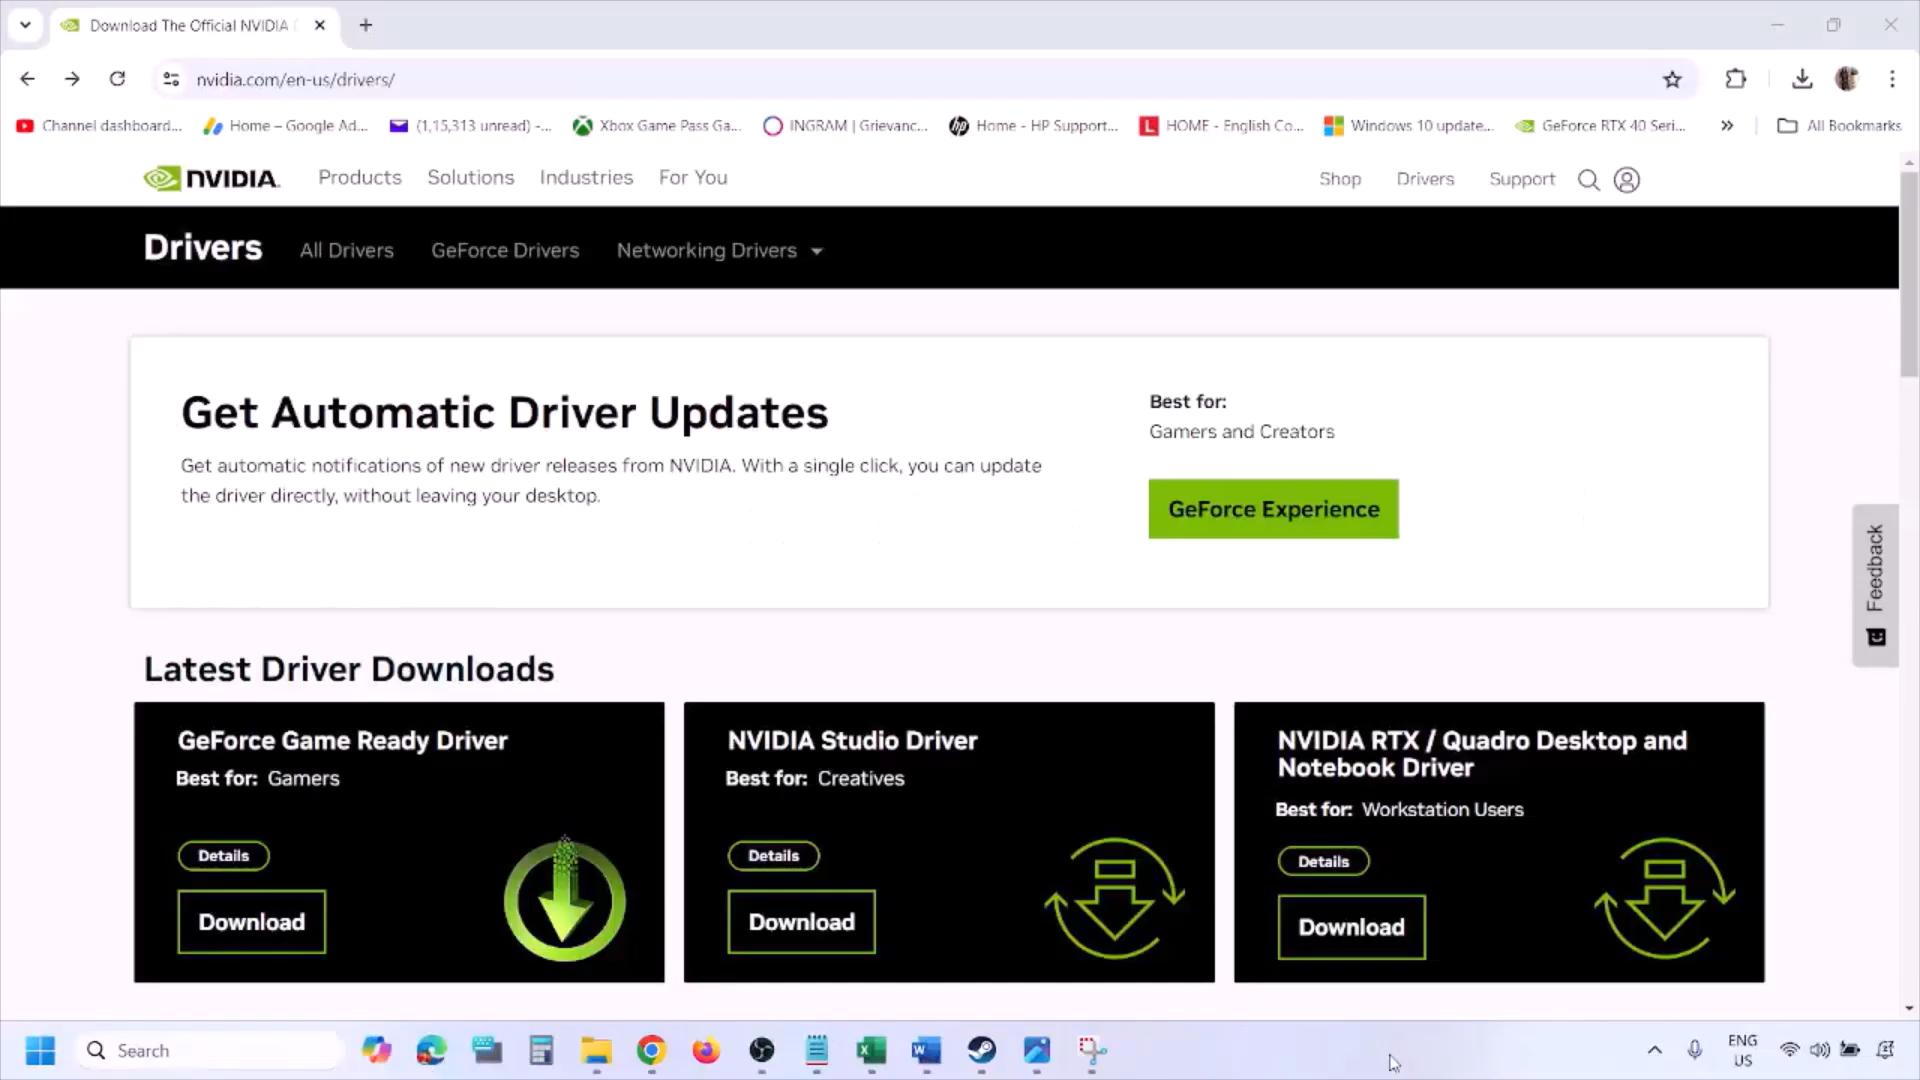 Download The Official NVIDIA
nvidia.com/en-us/drivers/
Channel dashboard...
Home – Google Ad...
(1,15,313 unread) -...
Xbox Game Pass Ga...
INGRAM | Grievanc...
Home - HP Support...
HOME - English Co...
Windows 10 update...
GeForce RTX 40 Seri...
All Bookmarks
NVIDIA.
Products
Solutions
Industries
For You
Shop
Drivers
Support
Drivers
All Drivers
GeForce Drivers
Networking Drivers
Get Automatic Driver Updates
Get automatic notifications of new driver releases from NVIDIA. With a single click, you can update
the driver directly, without leaving your desktop.
Best for:
Gamers and Creators
GeForce Experience
Feedback
Latest Driver Downloads
GeForce Game Ready Driver
Best for: Gamers
Details
Download
NVIDIA Studio Driver
Best for: Creatives
Details
Download
NVIDIA RTX / Quadro Desktop and
Notebook Driver
Best for: Workstation Users
Details
Download
Search
ENG
US